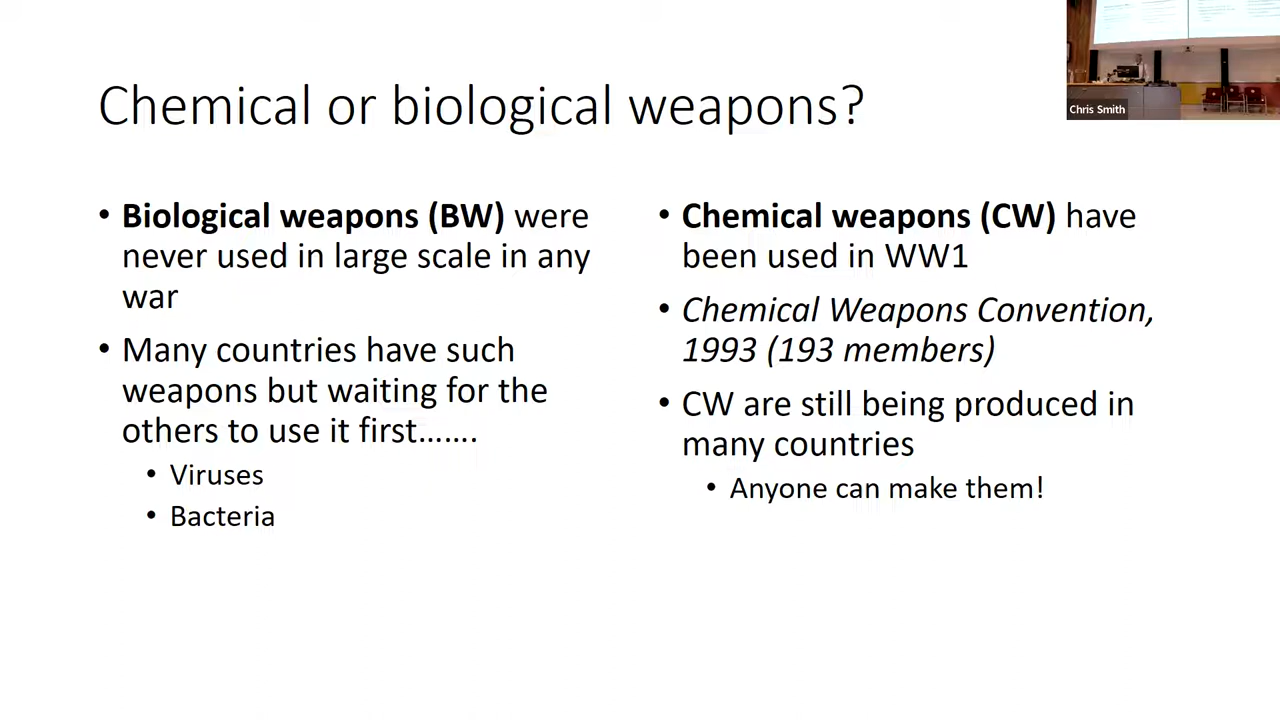 Chemical or biological weapons?
Chris Smith
• Biological weapons (BW) were
never used in large scale in any
war
• Many countries have such
weapons but waiting for the
others to use it first…….
• Viruses
• Bacteria
• Chemical weapons (CW) have
been used in WW1
• Chemical Weapons Convention,
1993 (193 members)
• CW are still being produced in
many countries
• Anyone can make them!